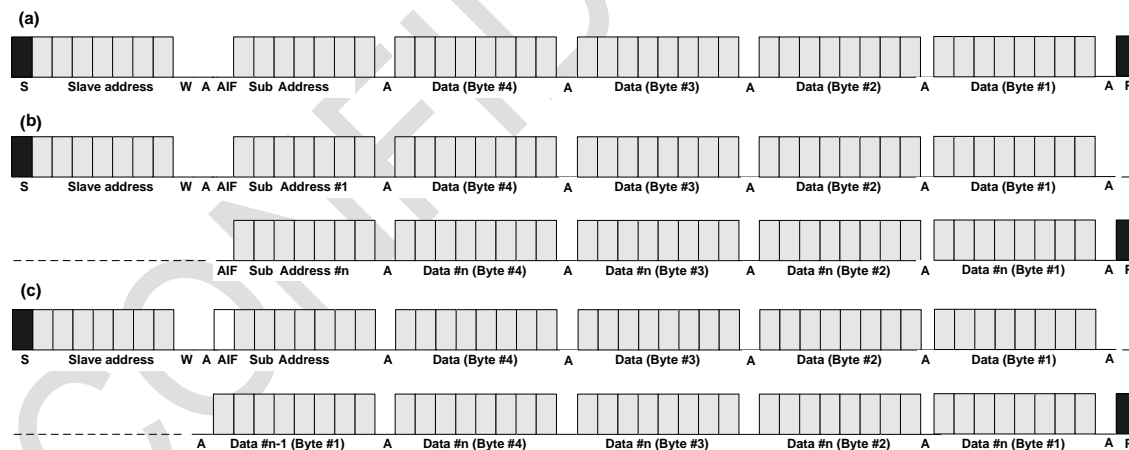 (a)
S Slave address W A AIF Sub Address A Data (Byte #4) A Data (Byte #3) A Data (Byte #2) A Data (Byte #1) A
(b)
S Slave address W A AIF Sub Address #1 A Data (Byte #4) A Data (Byte #3) A Data (Byte #2) A Data (Byte #1) A
AIF Sub Address #n A Data #n (Byte #4) A Data #n (Byte #3) A Data #n (Byte #2) A Data #n (Byte #1) A
(c)
S Slave address W A AIF Sub Address A Data (Byte #4) A Data (Byte #3) A Data (Byte #2) A Data (Byte #1) A
A Data #n-1 (Byte #1) A Data #n (Byte #4) A Data #n (Byte #3) A Data #n (Byte #2) A Data #n (Byte #1) A